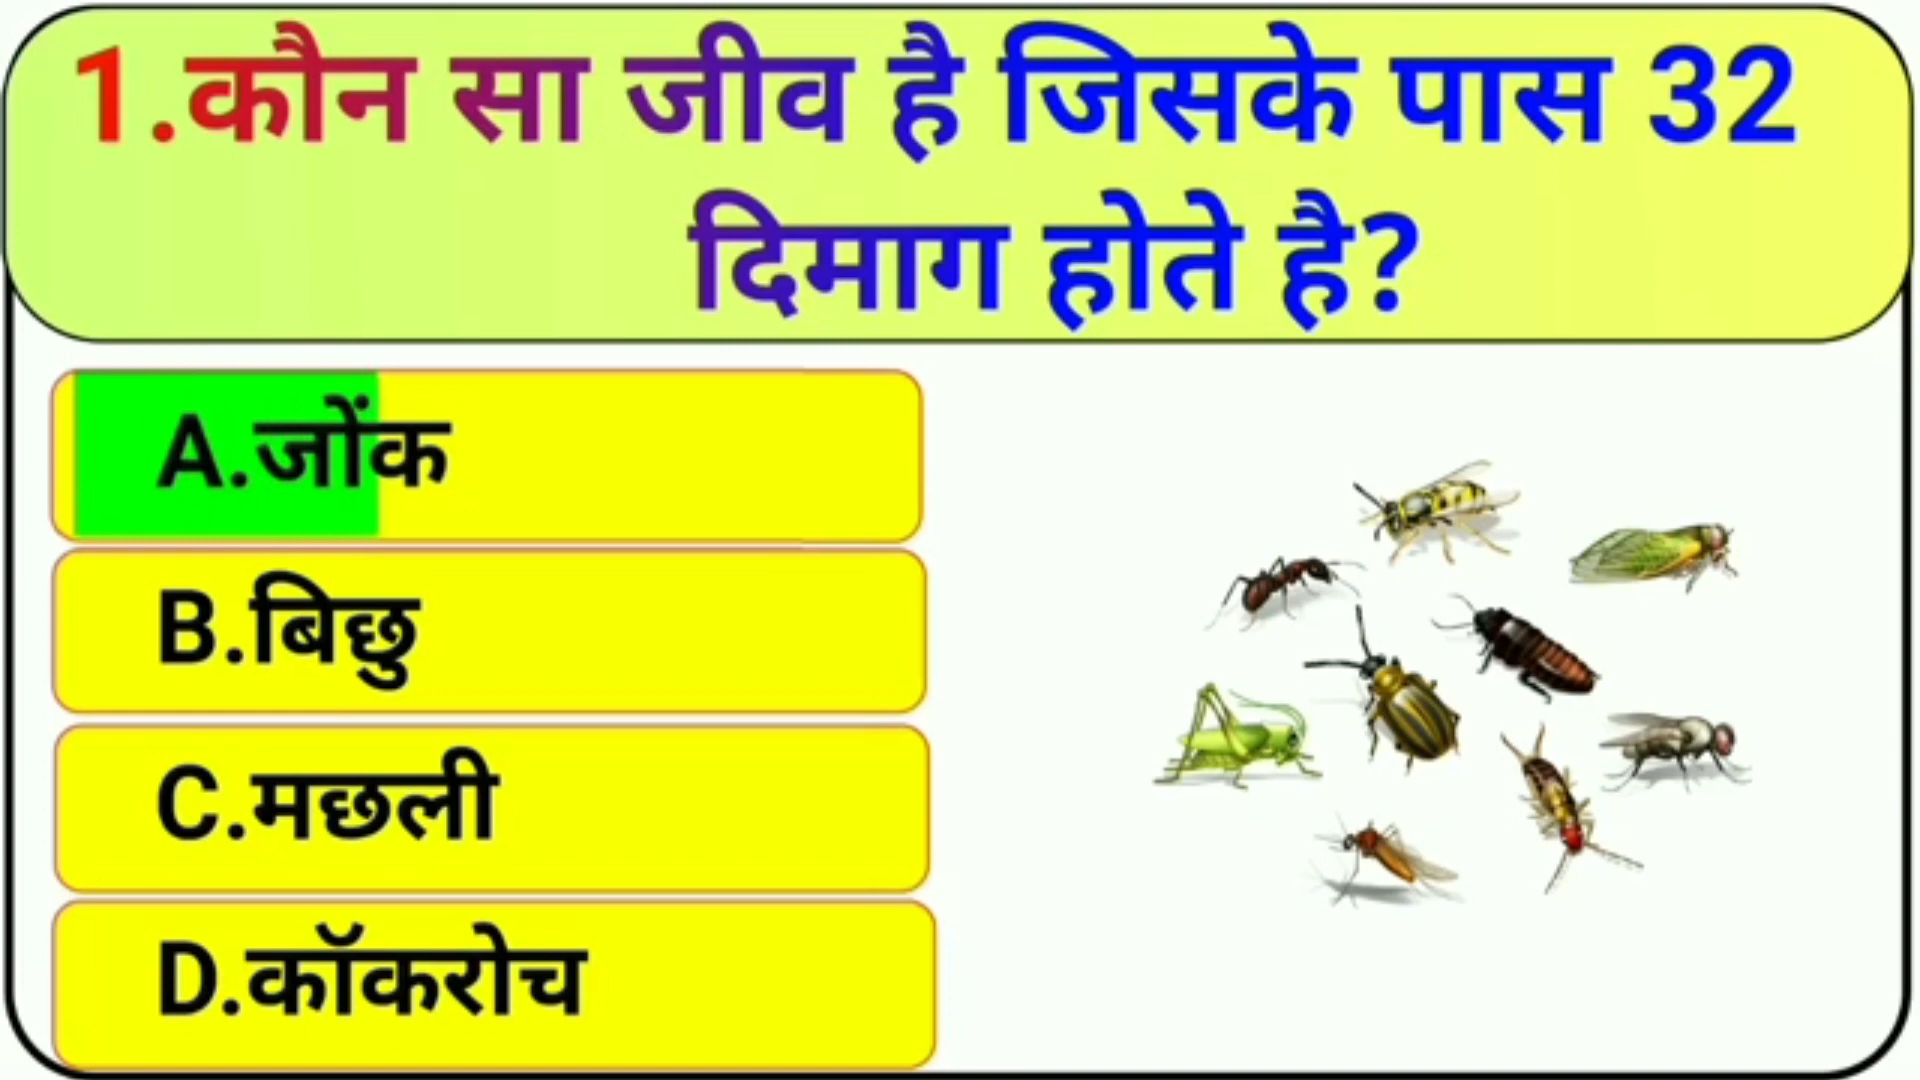 1.कौन सा जीव है जिसके पास 32
दिमाग होते है?
A.जोंक
B.बिछु
C.मछली
D.कॉकरोच